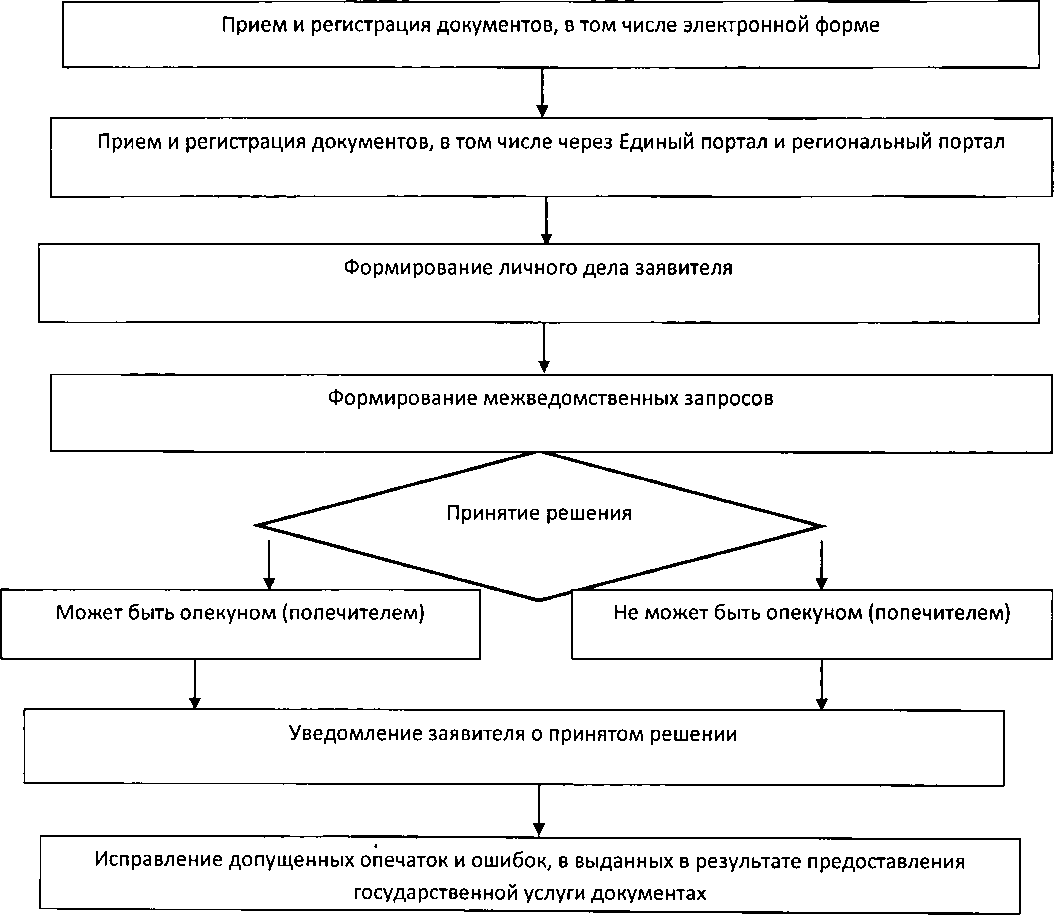 Прием и регистрация документов, в том числе электронной форме
Прием и регистрация документов, в том числе через Единый портал и региональный портал
Формирование личного дела заявителя
Формирование межведомственных запросов
Принятие решения
Может быть опекуном (попечителем)
Не может быть опекуном (попечителем)
Уведомление заявителя о принятом решении
Исправление допущенных опечаток и ошибок, в выданных в результате предоставления
государственной услуги документах